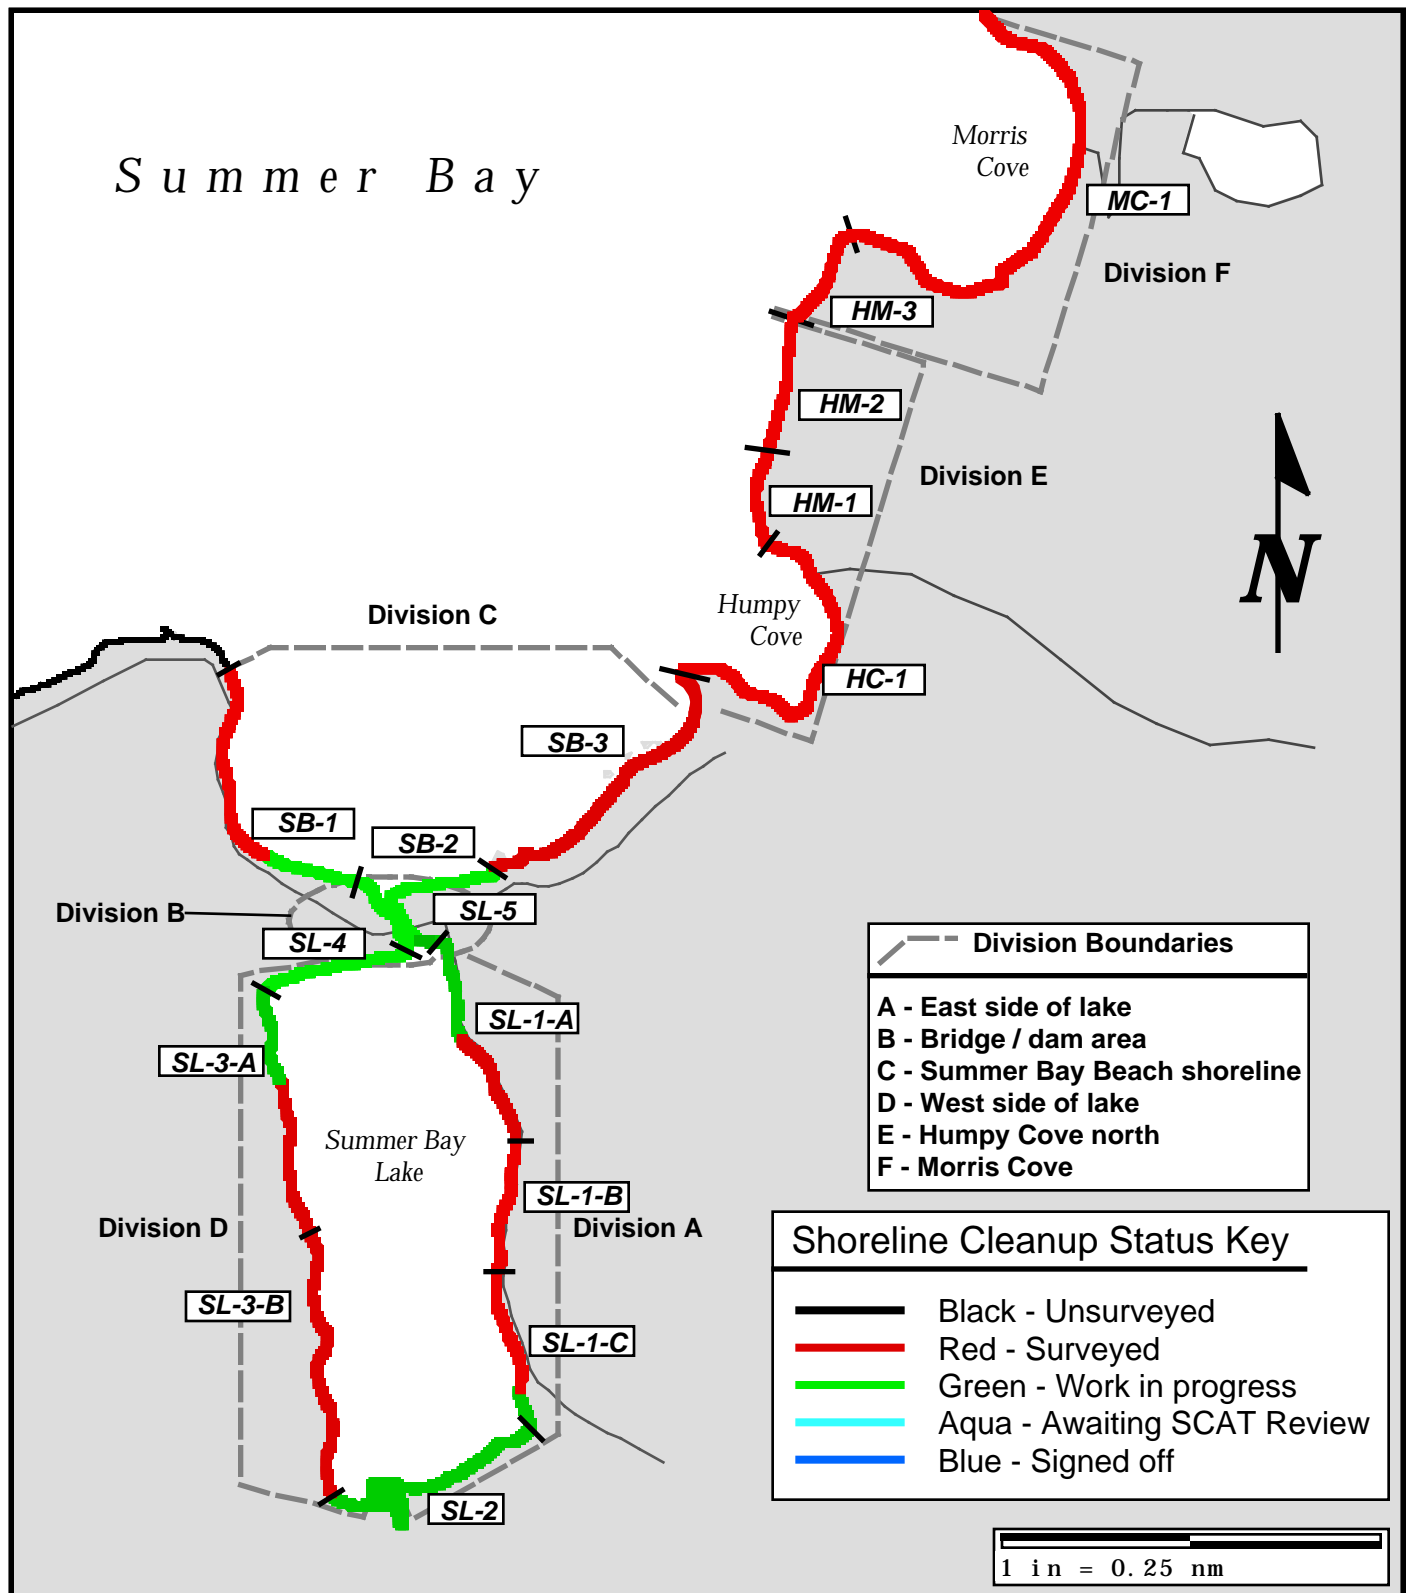 Summer Bay
Morris
Cove
MC-1
Division F
HM-3
HM-2
Division E
HM-1
N
Humpy
Cove
Division C
HC-1
SB-3
SB-1
SB-2
Division B
SL-5
SL-4
Division Boundaries
A - East side of lake
B - Bridge / dam area
C - Summer Bay Beach shoreline
D - West side of lake
E - Humpy Cove north
F - Morris Cove
SL-1-A
SL-3-A
Summer Bay
Lake
SL-1-B
Division D
Division A
SL-3-B
SL-1-C
SL-2
Shoreline Cleanup Status Key
Black - Unsurveyed
Red - Surveyed
Green - Work in progress
Aqua - Awaiting SCAT Review
Blue - Signed off
1 in = 0.25 nm